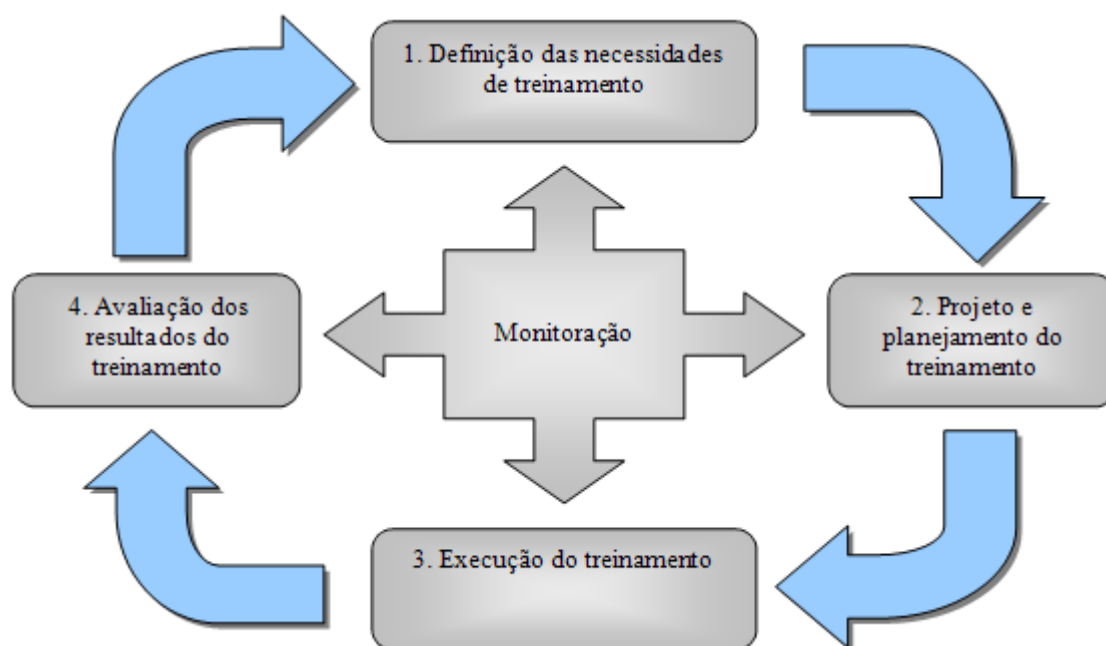 1. Definição das necessidades
de treinamento
4. Avaliação dos
resultados do
treinamento
Monitoração
2. Projeto e
planejamento do
treinamento
3. Execução do treinamento